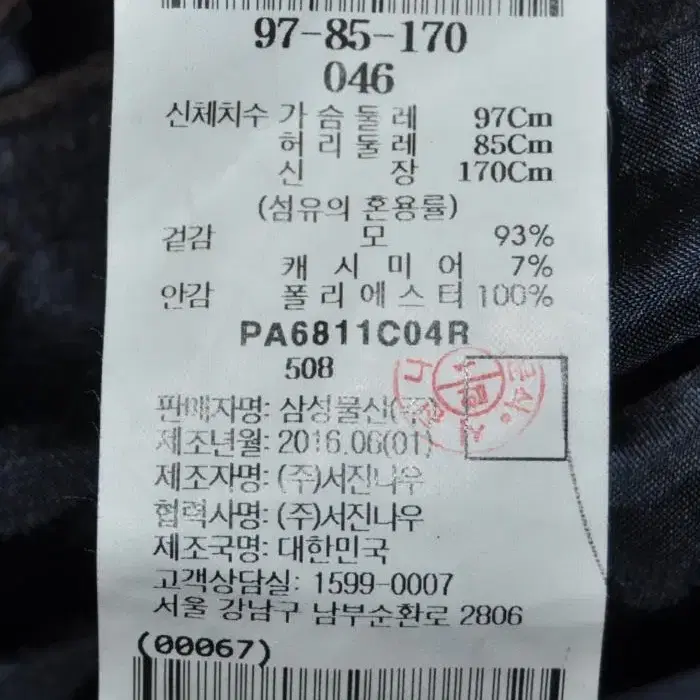 97-85-170
046
신체치수 가 슴 둘 레 97Cm
허 리 둘 레 85Cm
신 장 170Cm
(섬유의 혼용률)
겉감 모 93%
캐 시 미 어 7%
안감 폴 리 에 스 터 100%
PA6811C04R
508
판매자명: 삼성물산(주)
제조년월: 2016.06(01)
제조자명: (주)서진나우
협력사명: (주)서진나우
제조국명: 대한민국
고객상담실: 1599-0007
서울 강남구 남부순환로 2806
(00067)